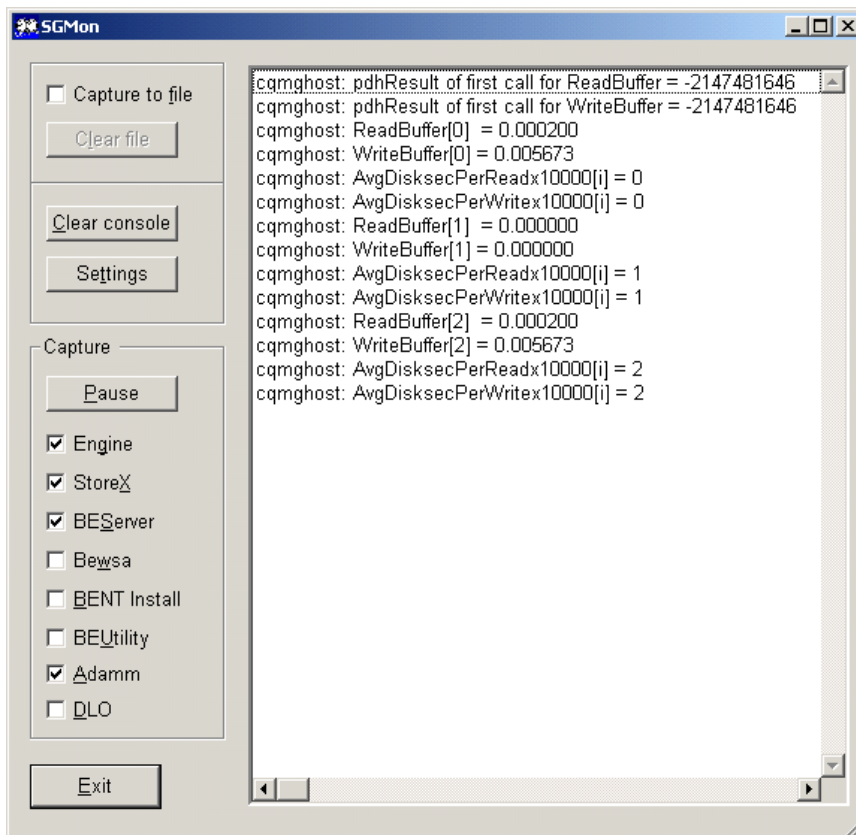 SGMon
Capture to file
Clear file
Clear console
Settings
Capture
Pause
Engine
StoreX
BEServer
Bewsa
BENT Install
BEUtility
Adamm
DLO
Exit
cqmghost: pdhResult of first call for ReadBuffer = -2147481646
cqmghost: pdhResult of first call for WriteBuffer = -2147481646
cqmghost: ReadBuffer[0]  = 0.000200
cqmghost: WriteBuffer[0] = 0.005673
cqmghost: AvgDisksecPerReadx10000[i] = 0
cqmghost: AvgDisksecPerWritex10000[i] = 0
cqmghost: ReadBuffer[1]  = 0.000000
cqmghost: WriteBuffer[1] = 0.000000
cqmghost: AvgDisksecPerReadx10000[i] = 1
cqmghost: AvgDisksecPerWritex10000[i] = 1
cqmghost: ReadBuffer[2]  = 0.000200
cqmghost: WriteBuffer[2] = 0.005673
cqmghost: AvgDisksecPerReadx10000[i] = 2
cqmghost: AvgDisksecPerWritex10000[i] = 2